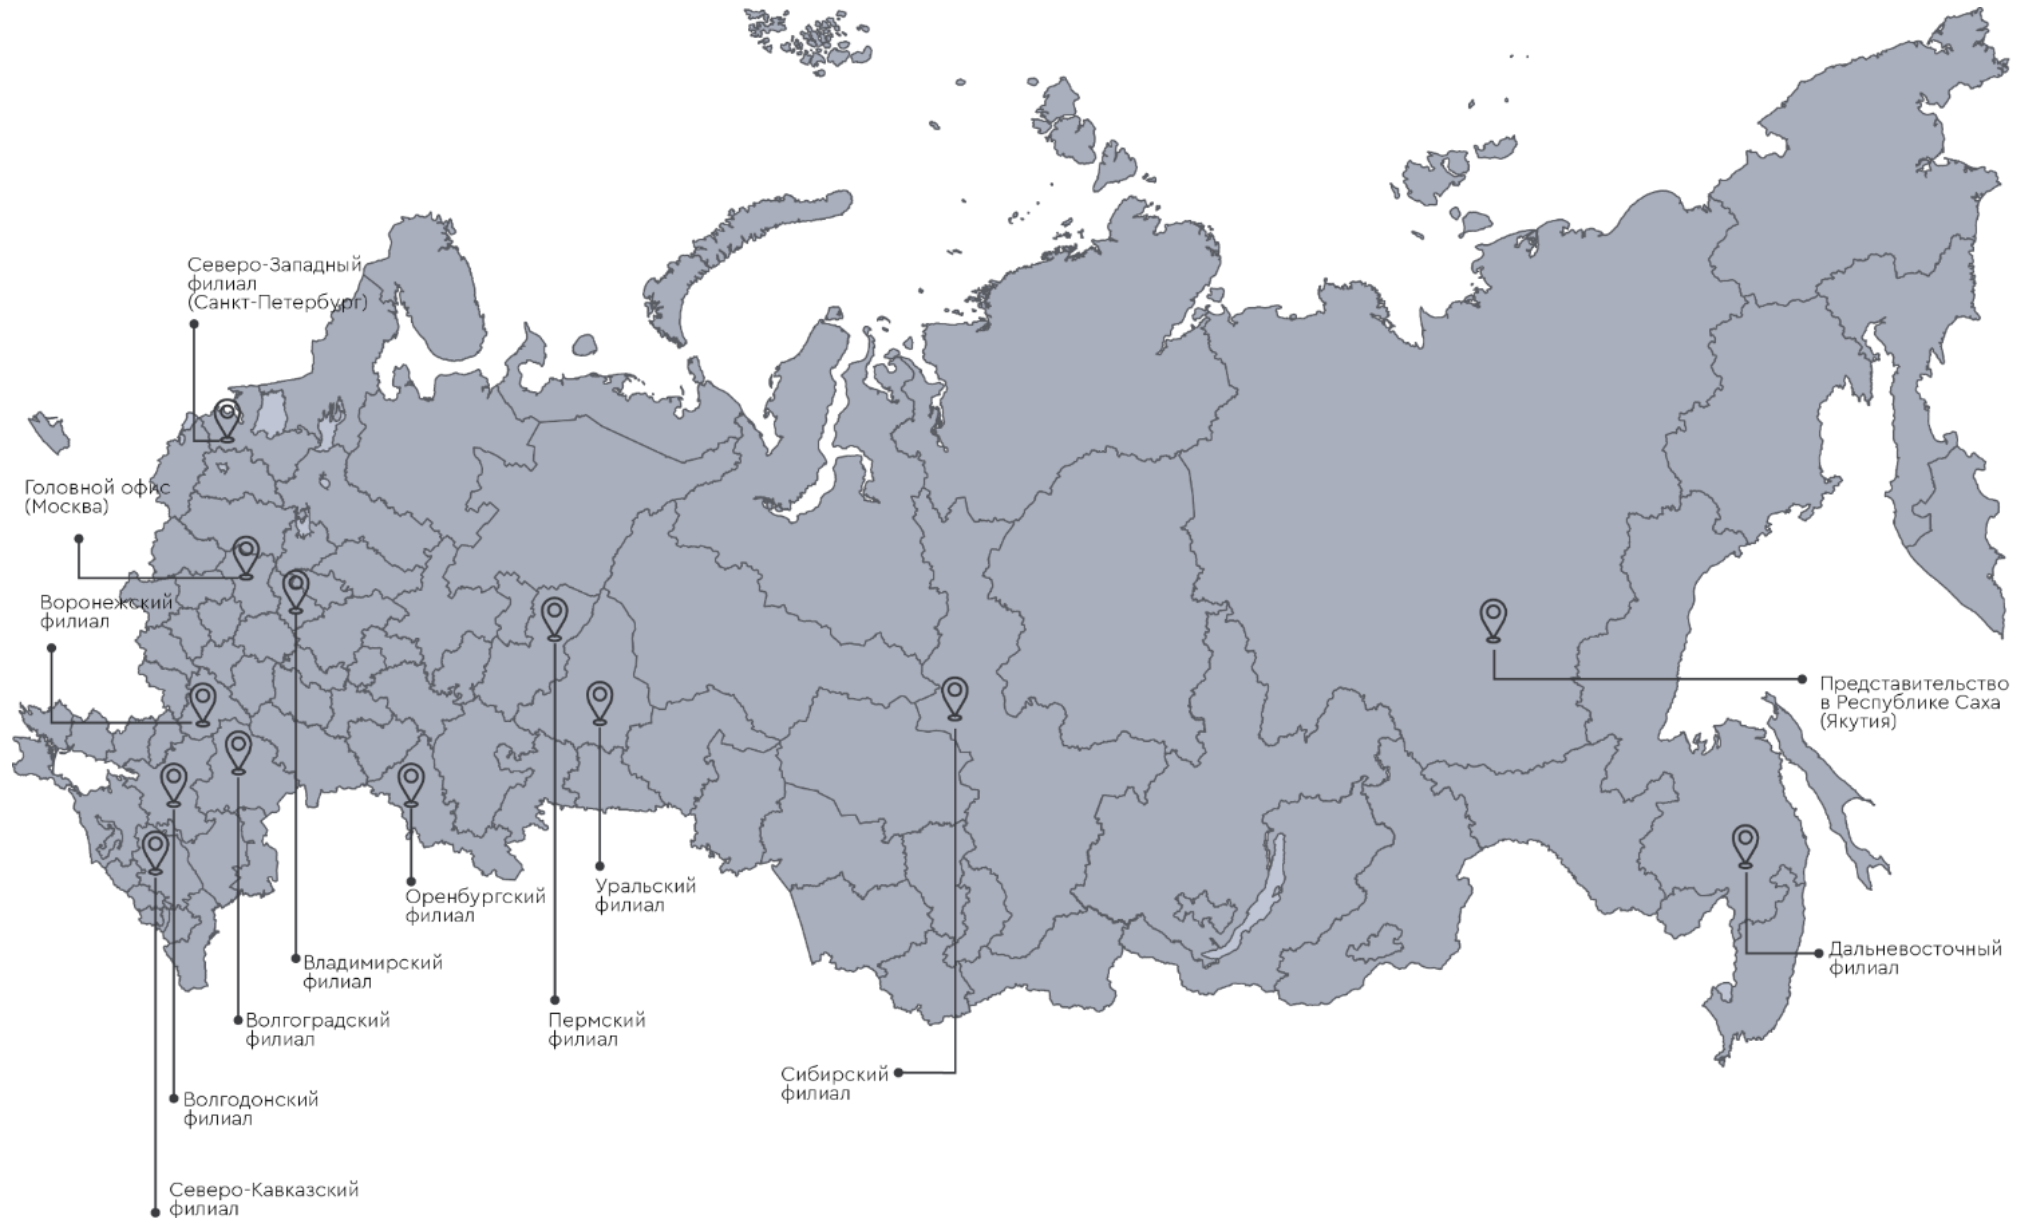 Северо-Западный
филиал
(Санкт-Петербург)
Головной офис
(Москва)
Воронежский
филиал
Представительство
в Республике Саха
(Якутия)
Оренбургский
филиал
Уральский
филиал
Владимирский
филиал
Дальневосточный
филиал
Волгоградский
филиал
Пермский
филиал
Сибирский
филиал
Волгодонский
филиал
Северо-Кавказский
филиал